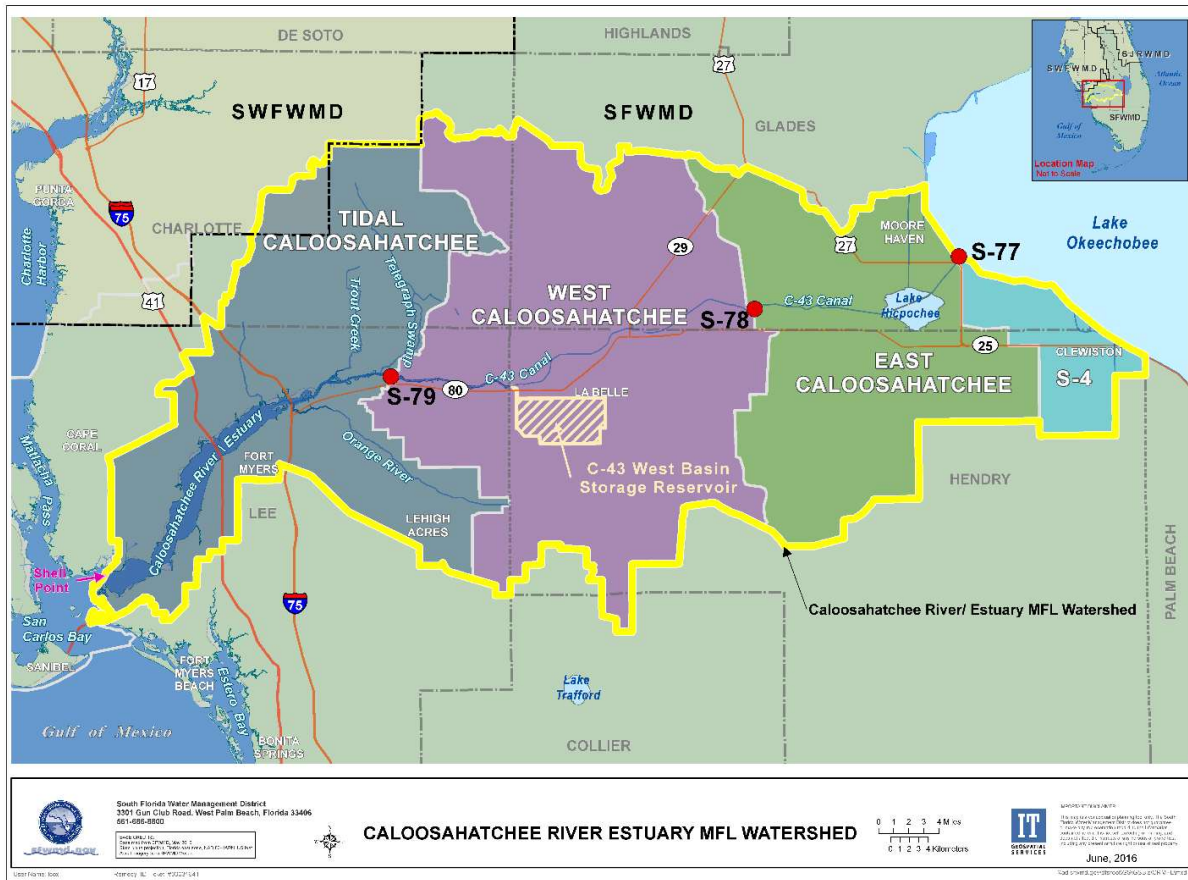 DE SOTO
HIGHLANDS
17
27
SWFWMD
SFWMD
GLADES
SWFWMD
SJRWMD
Atlantic
Ocean
Gulf of
Mexico
SFWMD
Location Map
Not to Scale
PUNTA
GORDA
75
CHARLOTTE
Charlotte
Harbor
41
TIDAL
CALOOSAHATCHEE
Telegraph Swamp
Trout Creek
29
WEST
CALOOSAHATCHEE
MOORE
HAVEN
27
S-77
Lake
Okeechobee
S-78
C-43 Canal
Lake
Hicpochee
25
CLEWISTON
S-4
EAST
CALOOSAHATCHEE
C-43 Canal
S-79
80
LA BELLE
C-43 West Basin
Storage Reservoir
CAPE
CORAL
Matlacha
Pass
Caloosahatchee River / Estuary
FORT
MYERS
Orange River
LEE
LEHIGH
ACRES
HENDRY
PALM BEACH
Shell
Point
75
Caloosahatchee River/ Estuary MFL Watershed
San
Carlos Bay
SANIBEL
FORT
MYERS
BEACH
Estero Bay
Lake
Trafford
Gulf of Mexico
BONITA
SPRINGS
COLLIER
South Florida Water Management District
3301 Gun Club Road, West Palm Beach, Florida 33406
561-686-8800
sfwmd.gov
CALOOSAHATCHEE RIVER ESTUARY MFL WATERSHED
0 1 2 3 4 Miles
0 1 2 3 4 Kilometers
IT
GEOSPATIAL
SERVICES
June, 2016